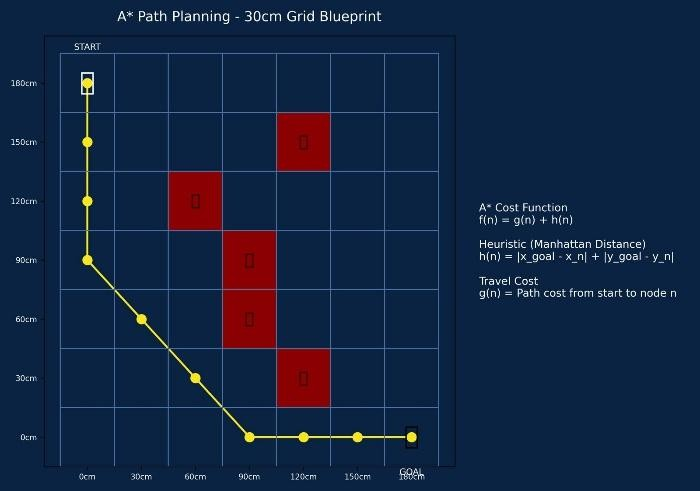 A* Path Planning - 30cm Grid Blueprint
START
180cm
150cm
120cm
90cm
60cm
30cm
0cm
A* Cost Function
f(n) = g(n) + h(n)
Heuristic (Manhattan Distance)
h(n) = |x_goal - x_n| + |y_goal - y_n|
Travel Cost
g(n) = Path cost from start to node n
GOAL
0cm 30cm 60cm 90cm 120cm 150cm 180cm